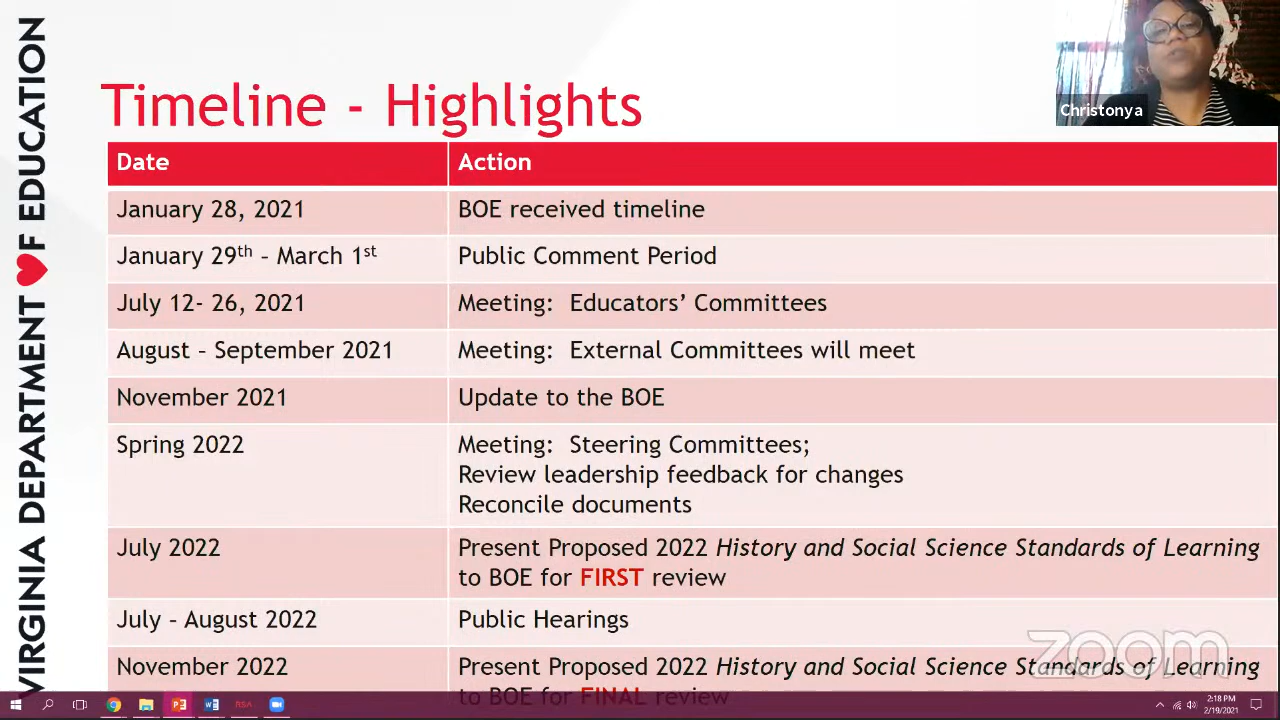 VIRGINIA DEPARTMENT OF EDUCATION
Timeline - Highlights
Christonya
Date Action
January 28, 2021 BOE received timeline
January 29th – March 1st Public Comment Period
July 12- 26, 2021 Meeting: Educators’ Committees
August – September 2021 Meeting: External Committees will meet
November 2021 Update to the BOE
Spring 2022 Meeting: Steering Committees;
Review leadership feedback for changes
Reconcile documents
July 2022 Present Proposed 2022 History and Social Science Standards of Learning
to BOE for FIRST review
July – August 2022 Public Hearings
November 2022 Present Proposed 2022 History and Social Science Standards of Learning
to BOE for FINAL review
zoom
2:18 PM
2/19/2021